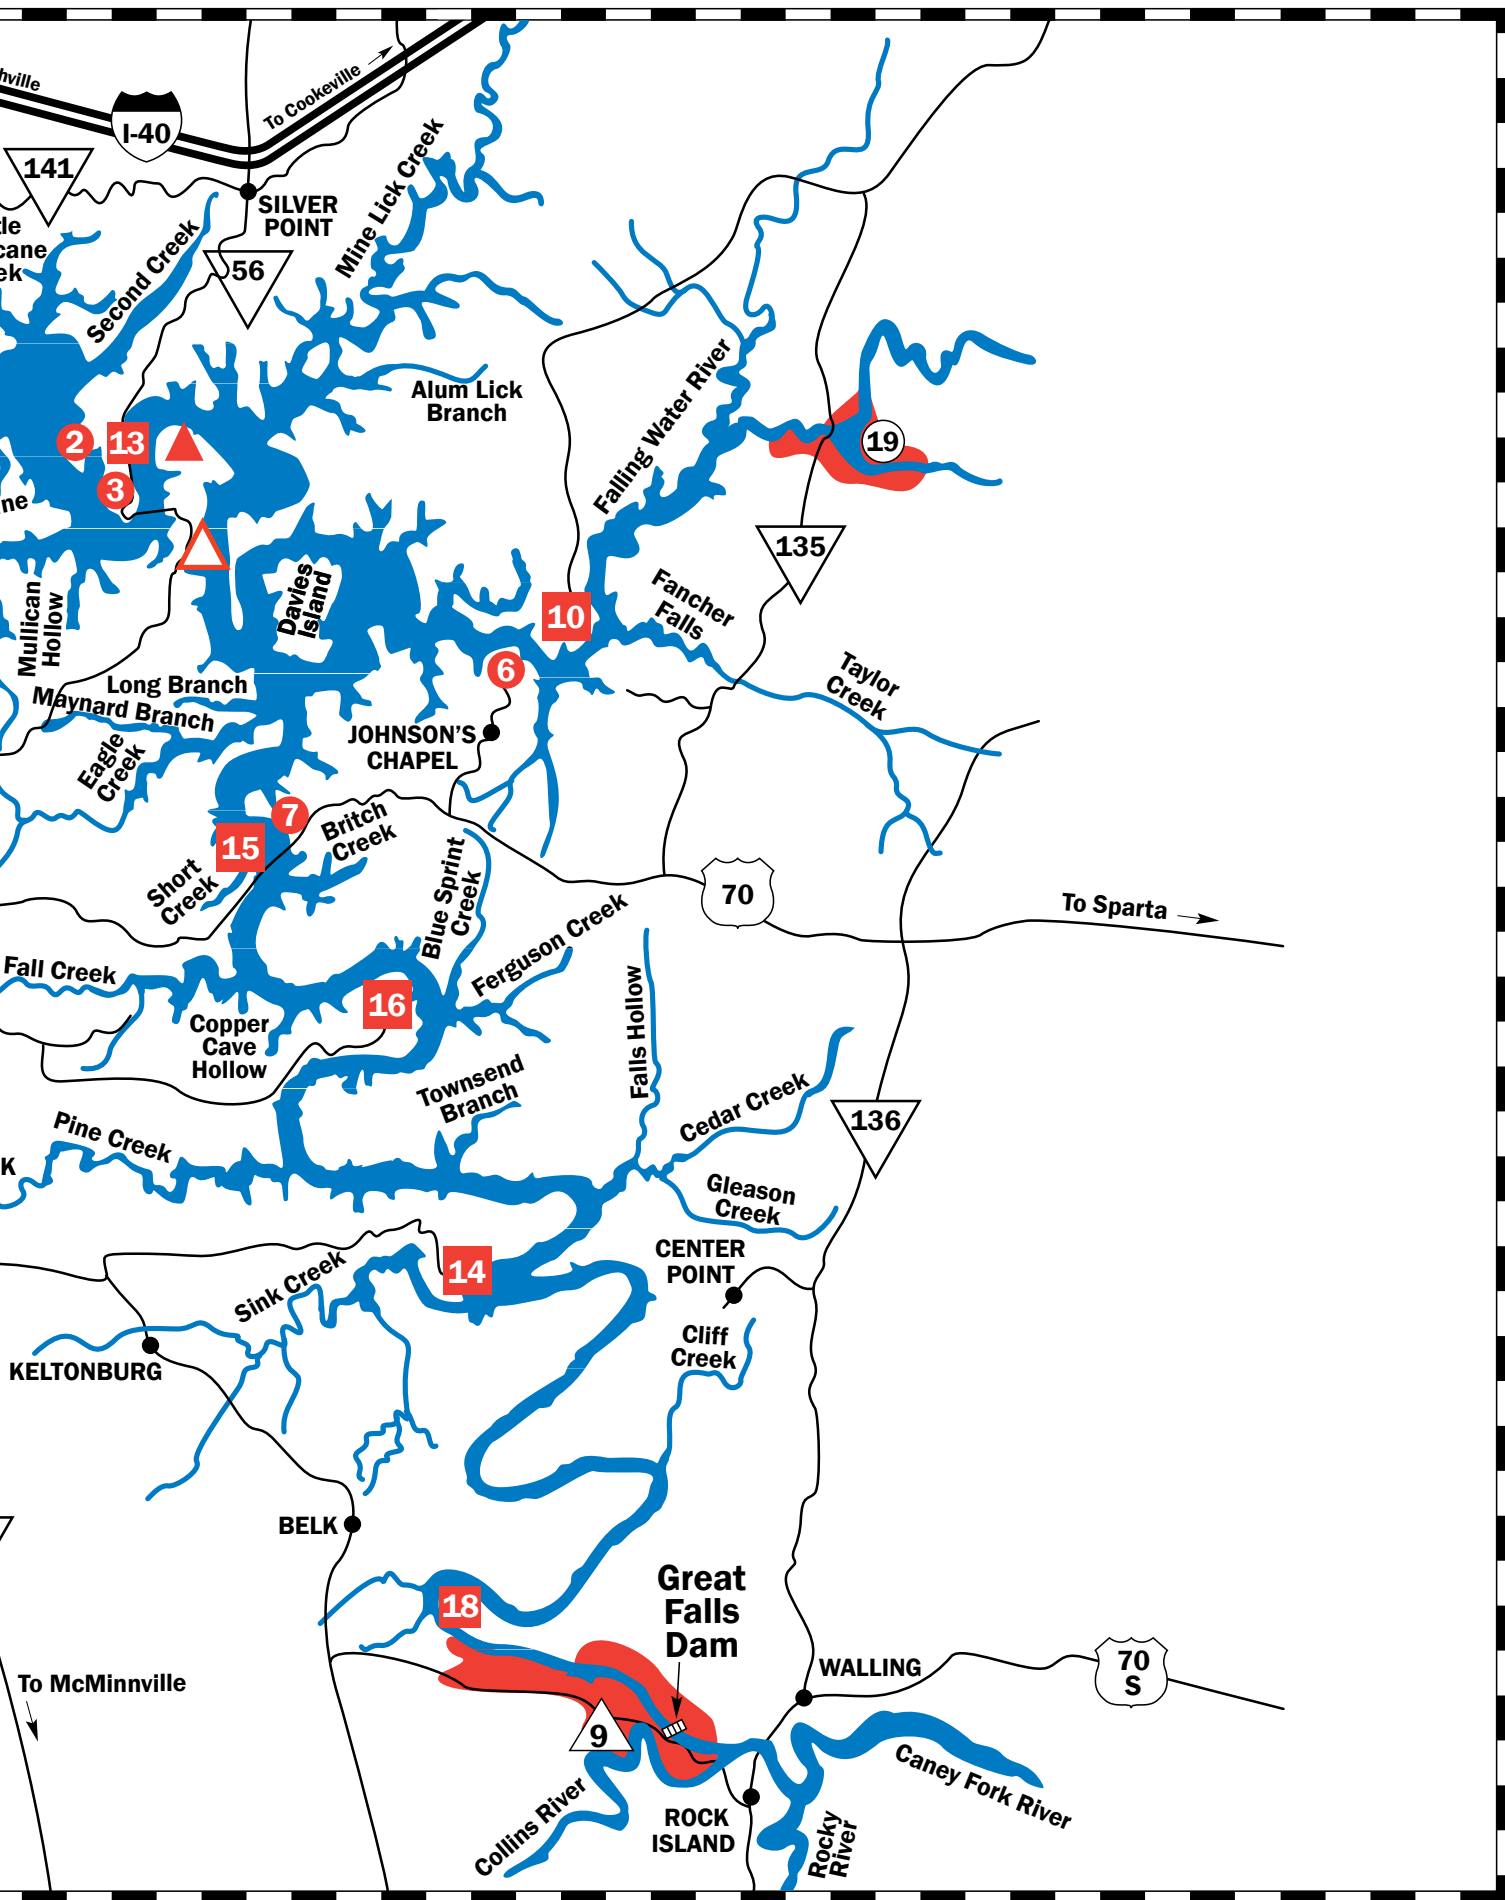 hville
I-40
To Cookeville
141
SILVER
POINT
tle
cane
ek
Second Creek
56
Mine Lick Creek
Alum Lick
Branch
2
13
3
ne
Falling Water River
19
135
Davies
Island
Mullican
Hollow
10
Fancher
Falls
6
Taylor
Creek
Long Branch
Maynard Branch
Eagle
Creek
JOHNSON'S
CHAPEL
7
15
Britch
Creek
Short
Creek
Blue Sprint
Creek
70
To Sparta
Ferguson Creek
Fall Creek
16
Copper
Cave
Hollow
Falls Hollow
Townsend
Branch
Cedar Creek
136
Pine Creek
K
Gleason
Creek
CENTER
POINT
14
Sink Creek
Cliff
Creek
KELTONBURG
BELK
18
Great
Falls
Dam
WALLING
70
S
To McMinnville
9
Caney Fork River
Collins River
ROCK
ISLAND
Rocky
River